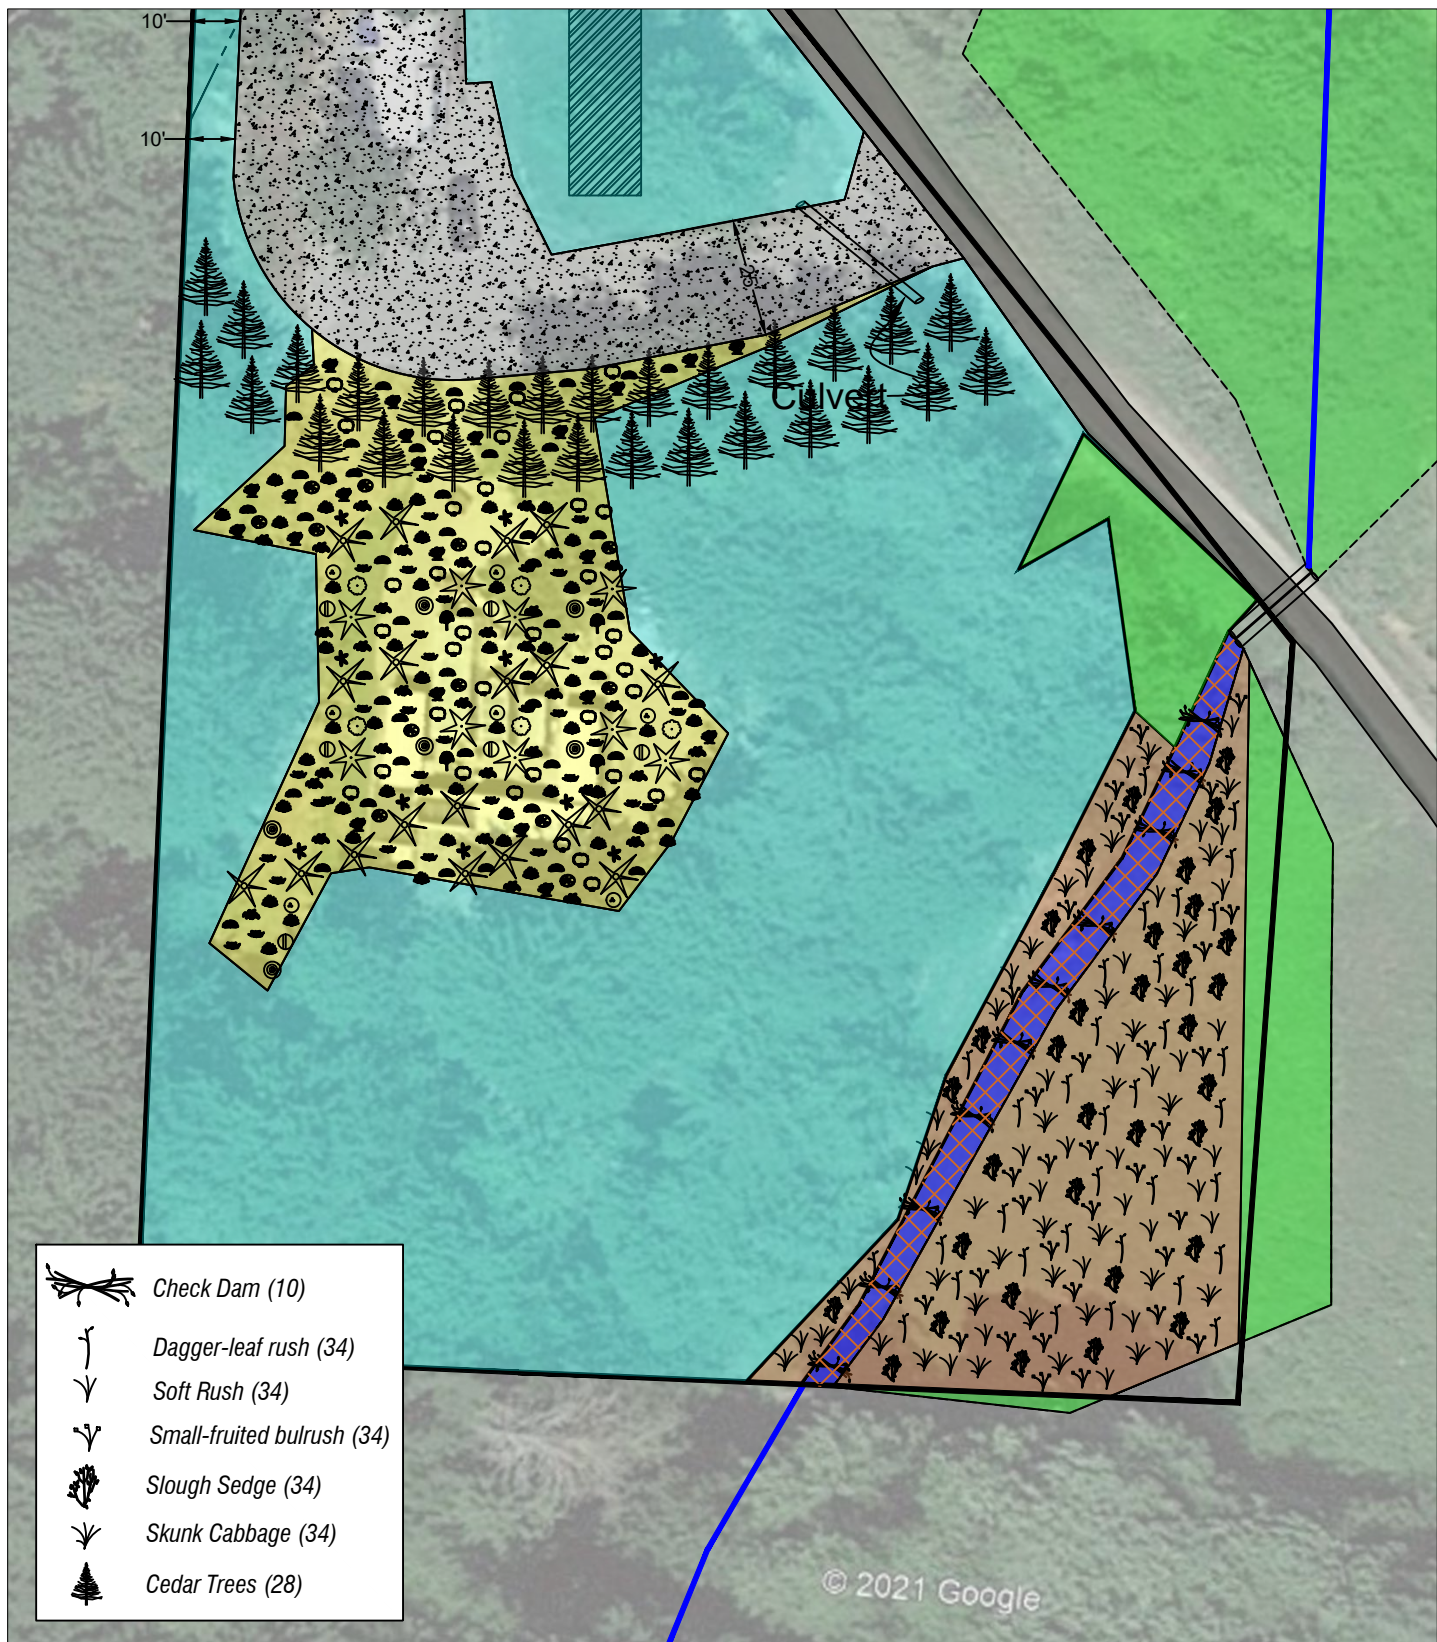 10'
10'
25'
Culvert
Check Dam (10)
Dagger-leaf rush (34)
Soft Rush (34)
Small-fruited bulrush (34)
Slough Sedge (34)
Skunk Cabbage (34)
Cedar Trees (28)
© 2021 Google